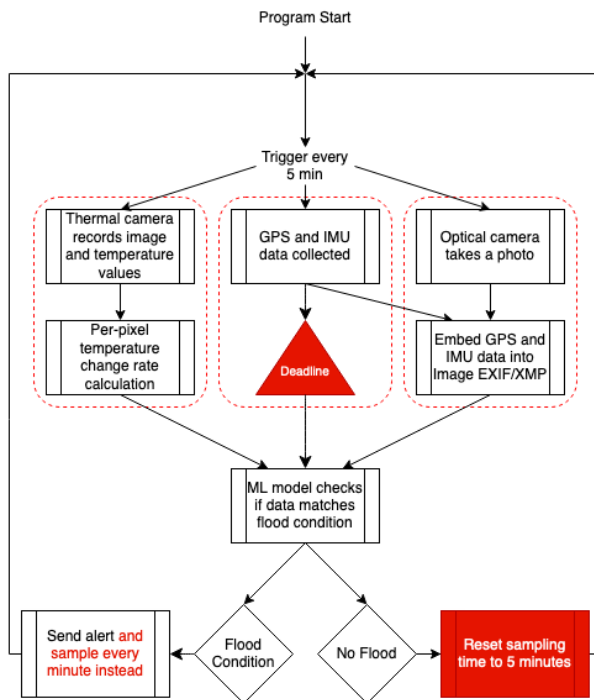 Program Start
Trigger every
5 min
Thermal camera
records image
and temperature
values
GPS and IMU
data collected
Optical camera
takes a photo
Per-pixel
temperature
change rate
calculation
Deadline
Embed GPS and
IMU data into
Image EXIF/XMP
ML model checks
if data matches
flood condition
Send alert and
sample every
minute instead
Flood
Condition
No Flood
Reset sampling
time to 5 minutes